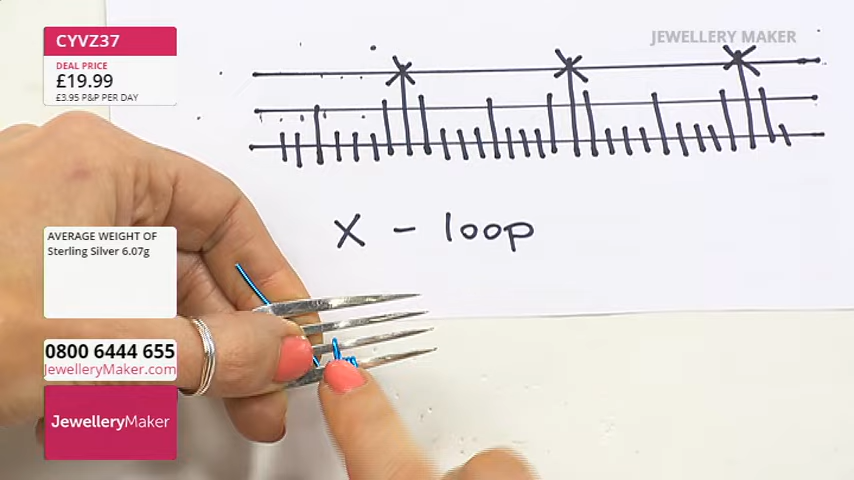 CYVZ37
DEAL PRICE
£19.99
£3.95 P&P PER DAY
JEWELLERY MAKER
X - loop
AVERAGE WEIGHT OF
Sterling Silver 6.07g
0800 6444 655
JewelleryMaker.com
JewelleryMaker